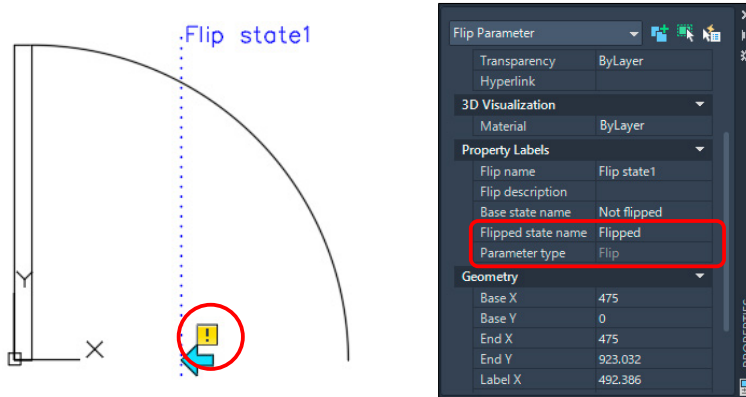 Flip state1
Y
X
!
Flip Parameter
Transparency ByLayer
Hyperlink
3D Visualization
Material ByLayer
Property Labels
Flip name Flip state1
Flip description
Base state name Not flipped
Flipped state name Flipped
Parameter type Flip
Geometry
Base X 475
Base Y 0
End X 475
End Y 923.032
Label X 492.386
PROPERTIES